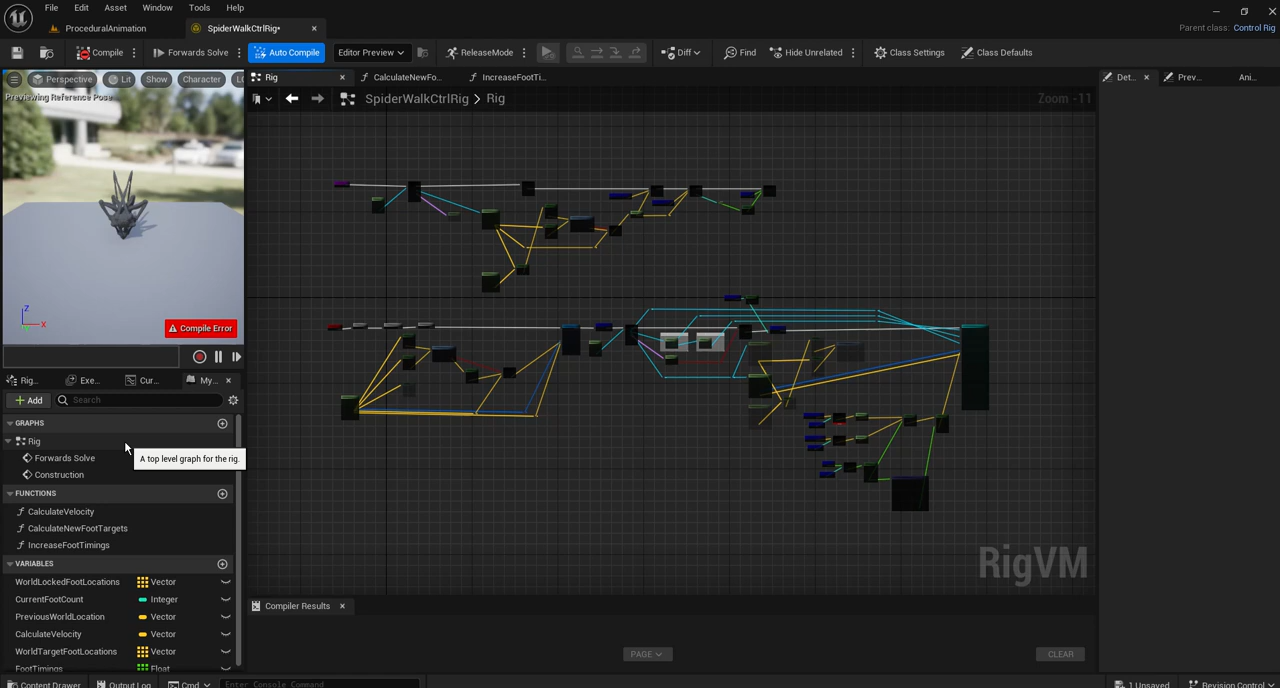 File Edit Asset Window Tools Help
ProceduralAnimation
SpiderWalkCtrlRig*
Parent class: Control Rig
Compile
Forwards Solve
Auto Compile
Editor Preview
ReleaseMode
Diff
Find
Hide Unrelated
Class Settings
Class Defaults
Perspective
Lit
Show
Character
LO
Previewing Reference Pose
Z
X
Compile Error
Rig
CalculateNewFo...
IncreaseFootTi...
SpiderWalkCtrlRig > Rig
Zoom -11
RigVM
Det...
Prev...
Ani...
Rig...
Exe...
Cur...
My...
Add
Search
GRAPHS
Rig
Forwards Solve
Construction
A top level graph for the rig.
FUNCTIONS
CalculateVelocity
CalculateNewFootTargets
IncreaseFootTimings
VARIABLES
WorldLockedFootLocations Vector
CurrentFootCount Integer
PreviousWorldLocation Vector
CalculateVelocity Vector
WorldTargetFootLocations Vector
FootTimings Float
Compiler Results
PAGE
CLEAR
Content Drawer
Output Log
Cmd
Enter Console Command
1 Unsaved
Revision Control